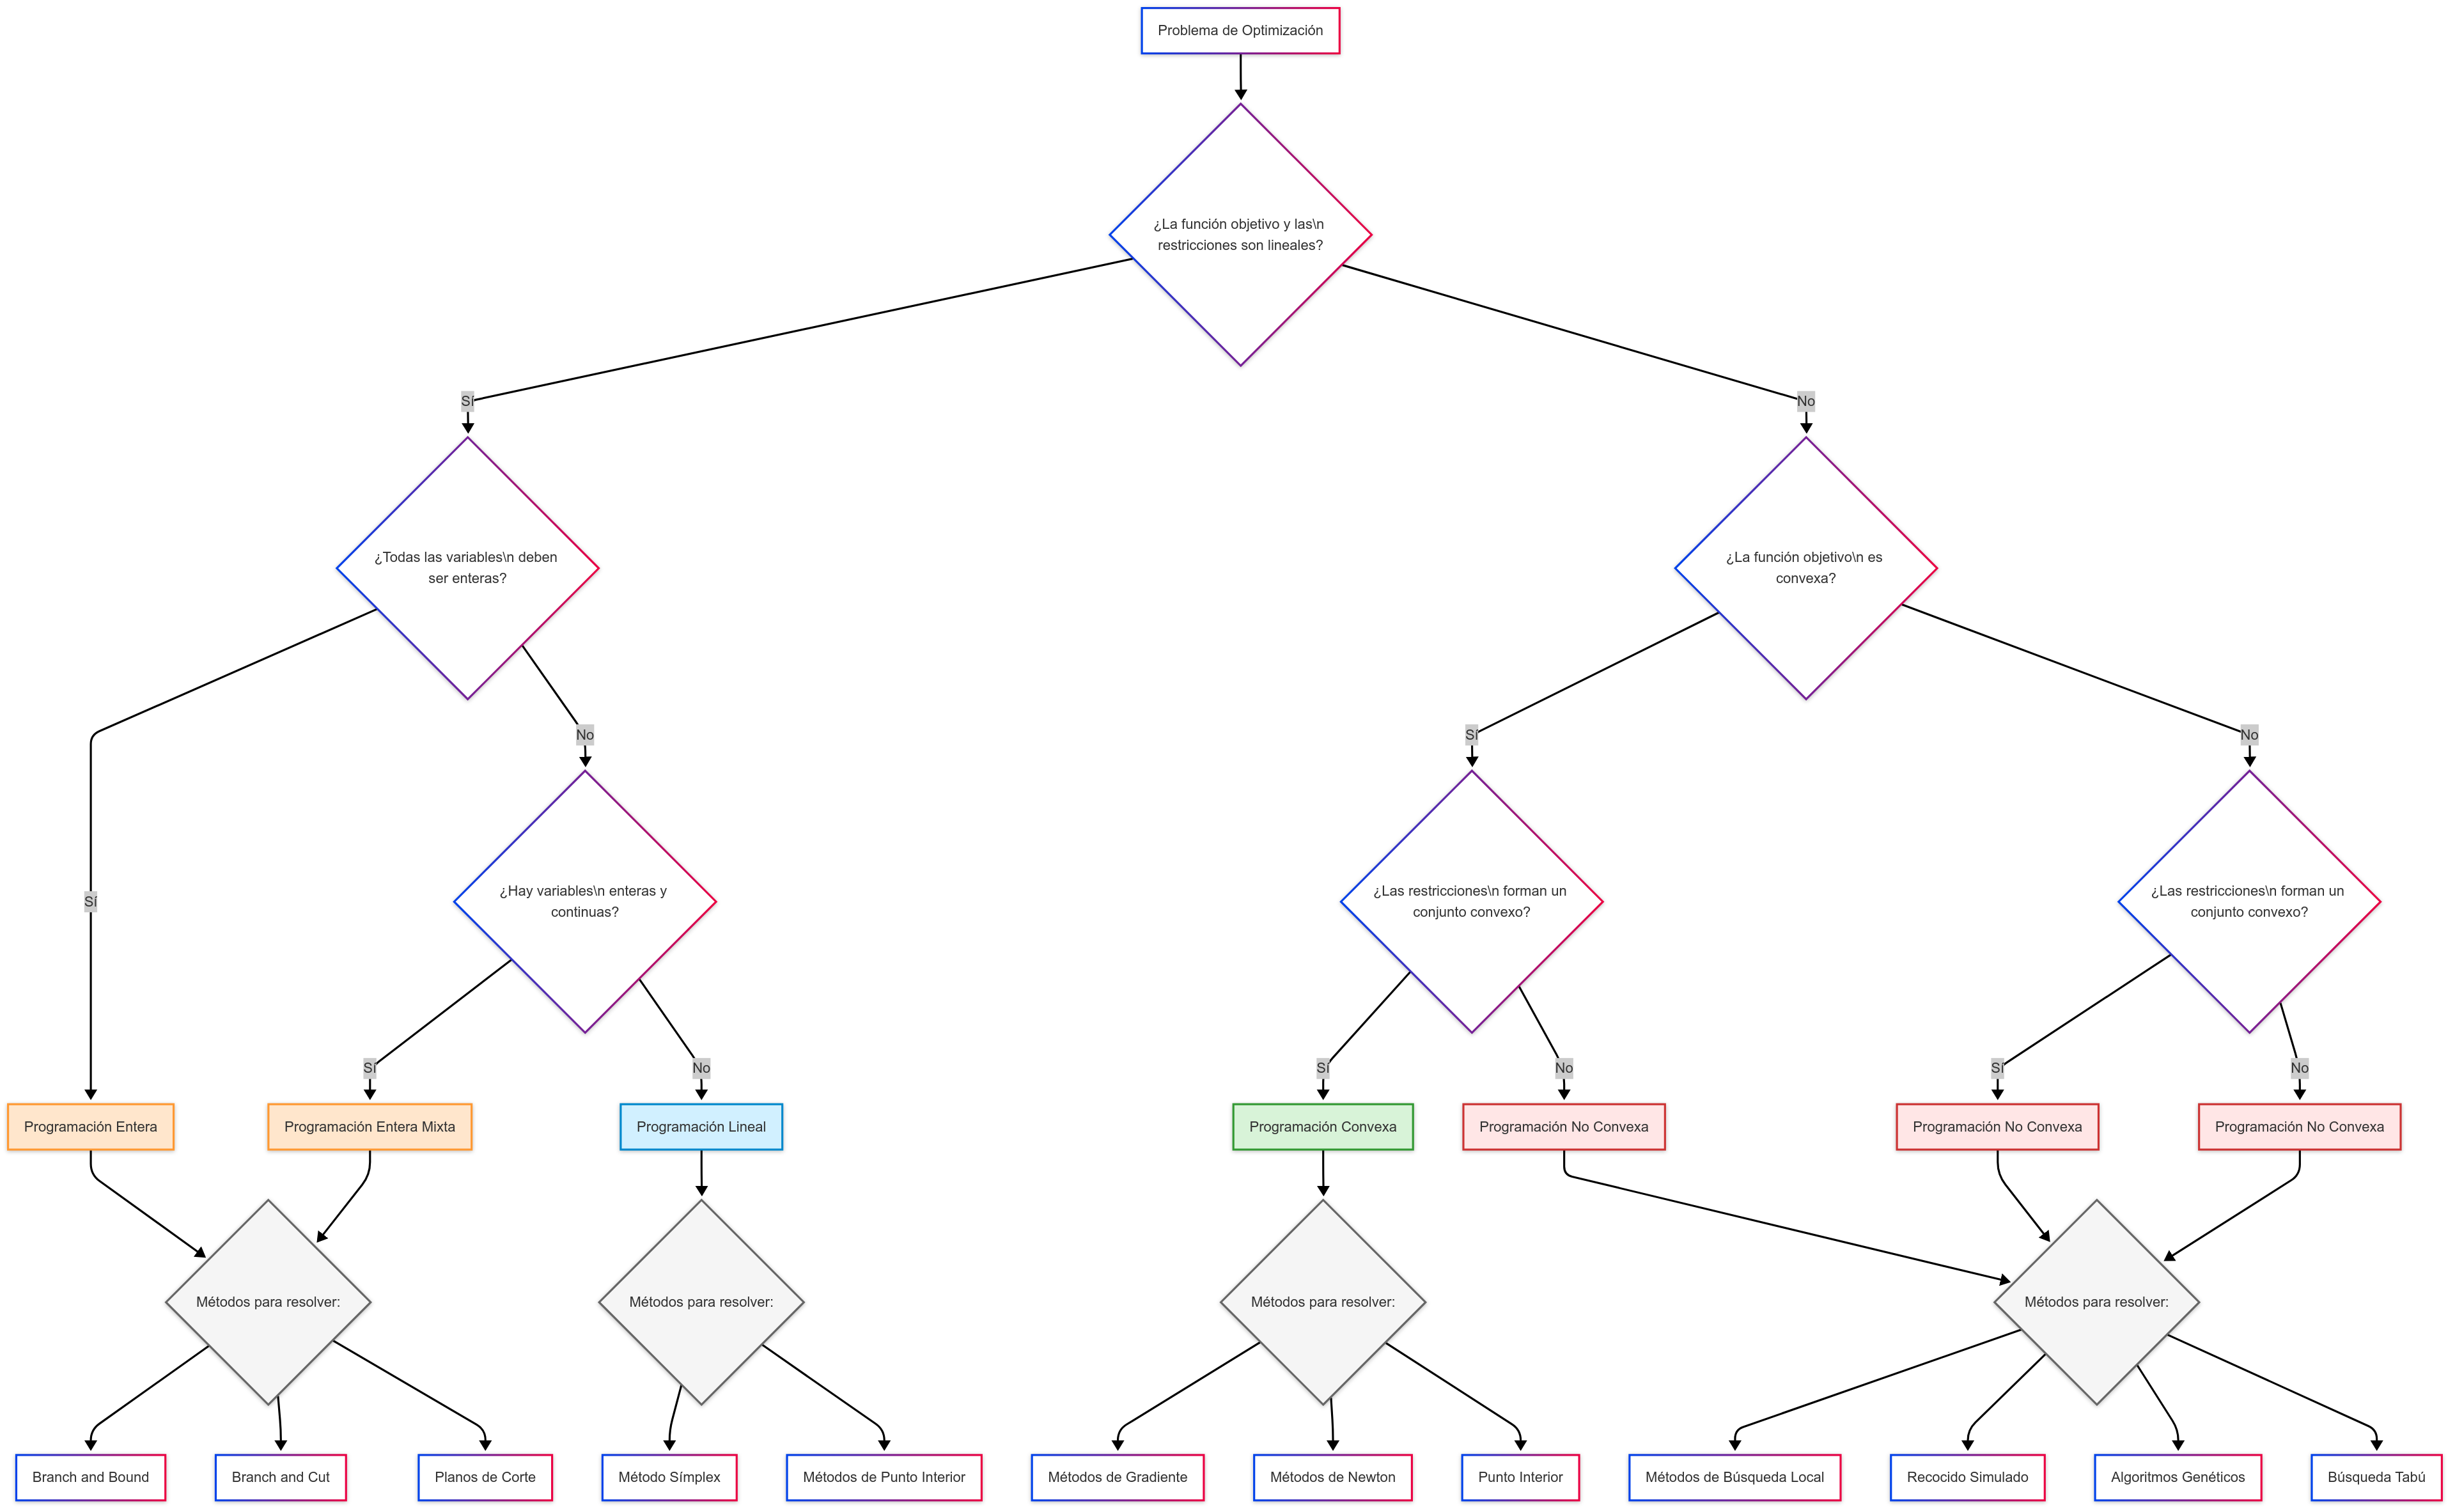 Problema de Optimización
¿La función objetivo y las\n
restricciones son lineales?
Sí
No
¿Todas las variables\n deben
ser enteras?
¿La función objetivo\n es
convexa?
No
Sí
No
Sí
¿Hay variables\n enteras y
continuas?
¿Las restricciones\n forman un
conjunto convexo?
¿Las restricciones\n forman un
conjunto convexo?
Sí
No
Sí
No
Sí
No
Programación Entera
Programación Entera Mixta
Programación Lineal
Programación Convexa
Programación No Convexa
Programación No Convexa
Programación No Convexa
Métodos para resolver:
Métodos para resolver:
Métodos para resolver:
Métodos para resolver:
Branch and Bound
Branch and Cut
Planos de Corte
Método Símplex
Métodos de Punto Interior
Métodos de Gradiente
Métodos de Newton
Punto Interior
Métodos de Búsqueda Local
Recocido Simulado
Algoritmos Genéticos
Búsqueda Tabú